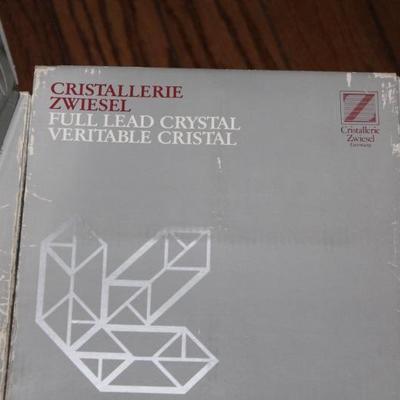 CRISTALLERIE
ZWIESEL
FULL LEAD CRYSTAL
VERITABLE CRISTAL
Z
Cristallerie
Zwiesel
Germany